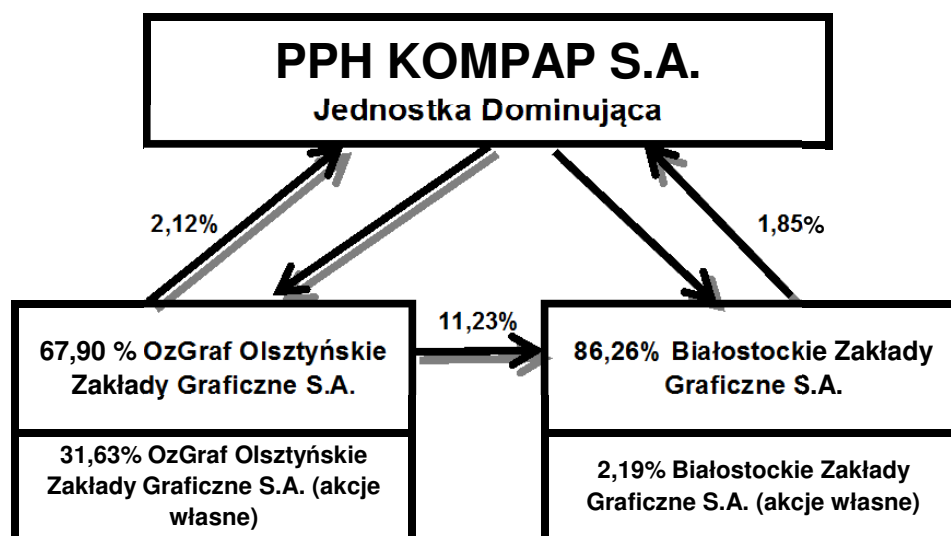 PPH KOMPAP S.A.
Jednostka Dominująca
2,12%
1,85%
11,23%
67,90 % OzGraf Olsztyńskie
Zakłady Graficzne S.A.
86,26% Białostockie Zakłady
Graficzne S.A.
31,63% OzGraf Olsztyńskie
Zakłady Graficzne S.A. (akcje
własne)
2,19% Białostockie Zakłady
Graficzne S.A. (akcje własne)